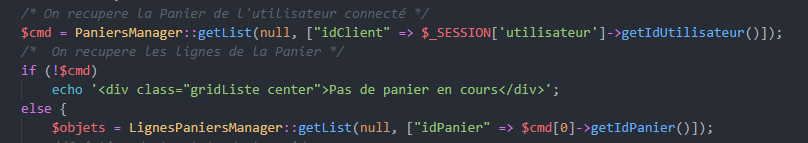 /* On recupere la Panier de l'utilisateur connecté */
$cmd = PaniersManager::getList(null, ["idClient" => $_SESSION['utilisateur']->getIdUtilisateur()]);
/*  On recupere les lignes de la Panier */
if (!$cmd)
    echo '<div class="gridListe center">Pas de panier en cours</div>';
else {
    $objets = LignesPaniersManager::getList(null, ["idPanier" => $cmd[0]->getIdPanier()]);